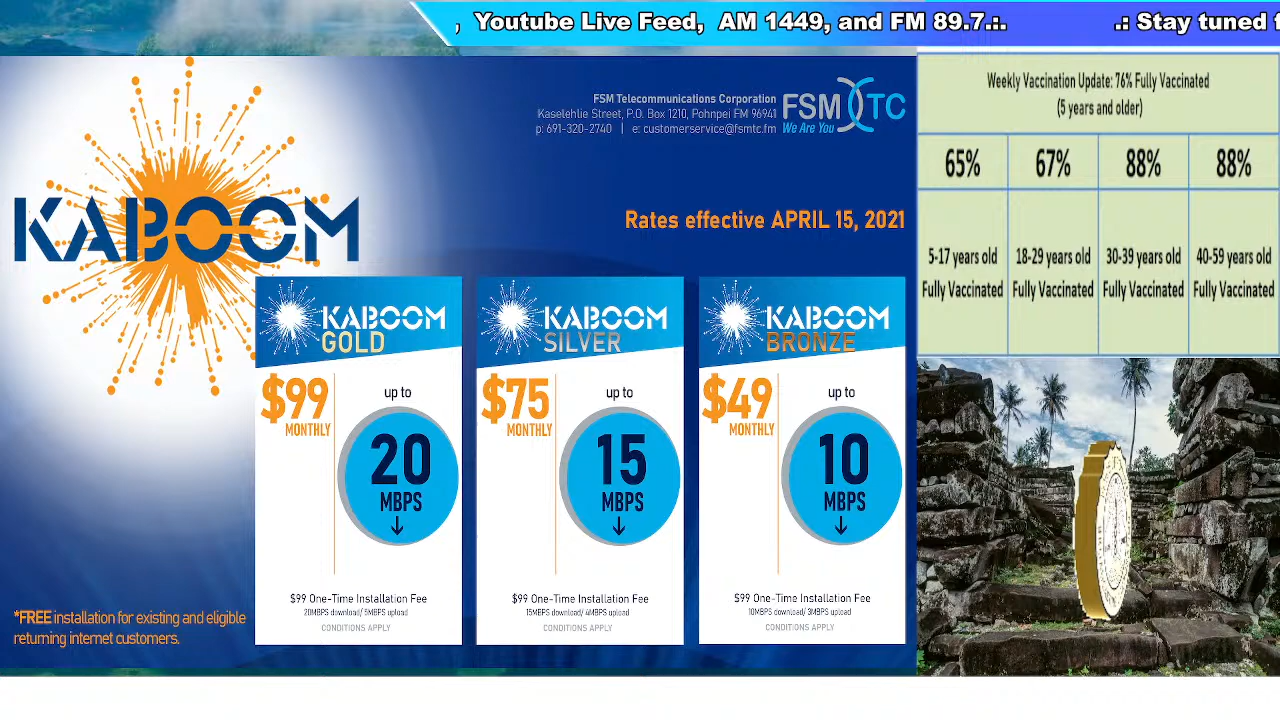 , Youtube Live Feed, AM 1449, and FM 89.7.:. .: Stay tuned f
FSM Telecommunications Corporation
Kaselehlie Street, P.O. Box 1210, Pohnpei FM 96941
p: 691-320-2740 | e: customerservice@fsmtc.fm
FSM TC
We Are You
KABOOM
Rates effective APRIL 15, 2021
KABOOM
GOLD
$99
MONTHLY
up to
20
MBPS
$99 One-Time Installation Fee
20MBPS download/ 5MBPS upload
CONDITIONS APPLY
KABOOM
SILVER
$75
MONTHLY
up to
15
MBPS
$99 One-Time Installation Fee
15MBPS download/ 4MBPS upload
CONDITIONS APPLY
KABOOM
BRONZE
$49
MONTHLY
up to
10
MBPS
$99 One-Time Installation Fee
10MBPS download/ 3MBPS upload
CONDITIONS APPLY
*FREE installation for existing and eligible
returning internet customers.
Weekly Vaccination Update: 76% Fully Vaccinated
(5 years and older)
65% 67% 88% 88%
5-17 years old 18-29 years old 30-39 years old 40-59 years old
Fully Vaccinated Fully Vaccinated Fully Vaccinated Fully Vaccinated